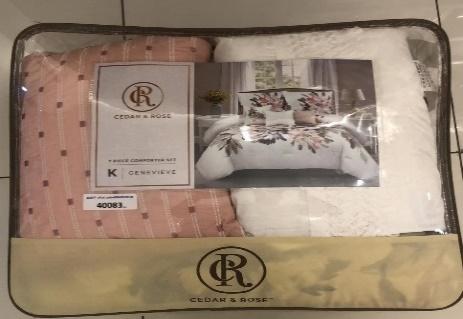 CR
CEDAR & ROSE
7 PIECE COMFORTER SET
K | GENEVIEVE
40083
CR
CEDAR & ROSE